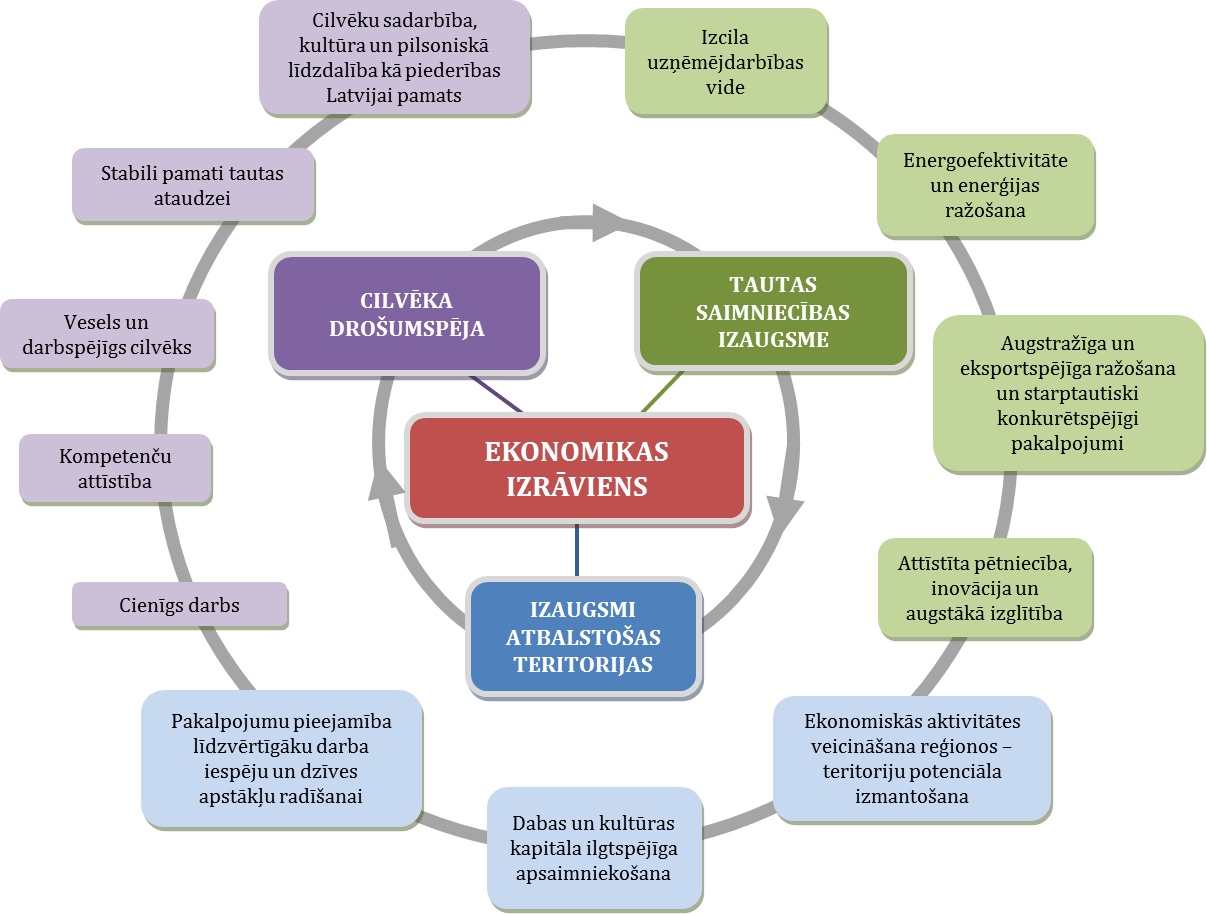 Cilvēku sadarbība,
kultūra un pilsoniskā
līdzdalība kā piederības
Latvijai pamats
Izcila
uzņēmējdarbības
vide
Energoefektivitāte
un enerģijas
ražošana
Stabili pamati tautas
ataudzei
CILVĒKA
DROŠUMSPĒJA
TAUTAS
SAIMNIECĪBAS
IZAUGSME
Vesels un
darbspējīgs cilvēks
Augstražīga un
eksportspējīga ražošana
un starptautiski
konkurētspējīgi
pakalpojumi
EKONOMIKAS
IZRĀVIENS
Kompetenču
attīstība
Attīstīta pētniecība,
inovācija un
augstākā izglītība
Cienīgs darbs
IZAUGSMI
ATBALSTOŠAS
TERITORIJAS
Pakalpojumu pieejamība
līdzvērtīgāku darba
iespēju un dzīves
apstākļu radīšanai
Ekonomiskās aktivitātes
veicināšana reģionos –
teritoriju potenciāla
izmantošana
Dabas un kultūras
kapitāla ilgtspējīga
apsaimniekošana